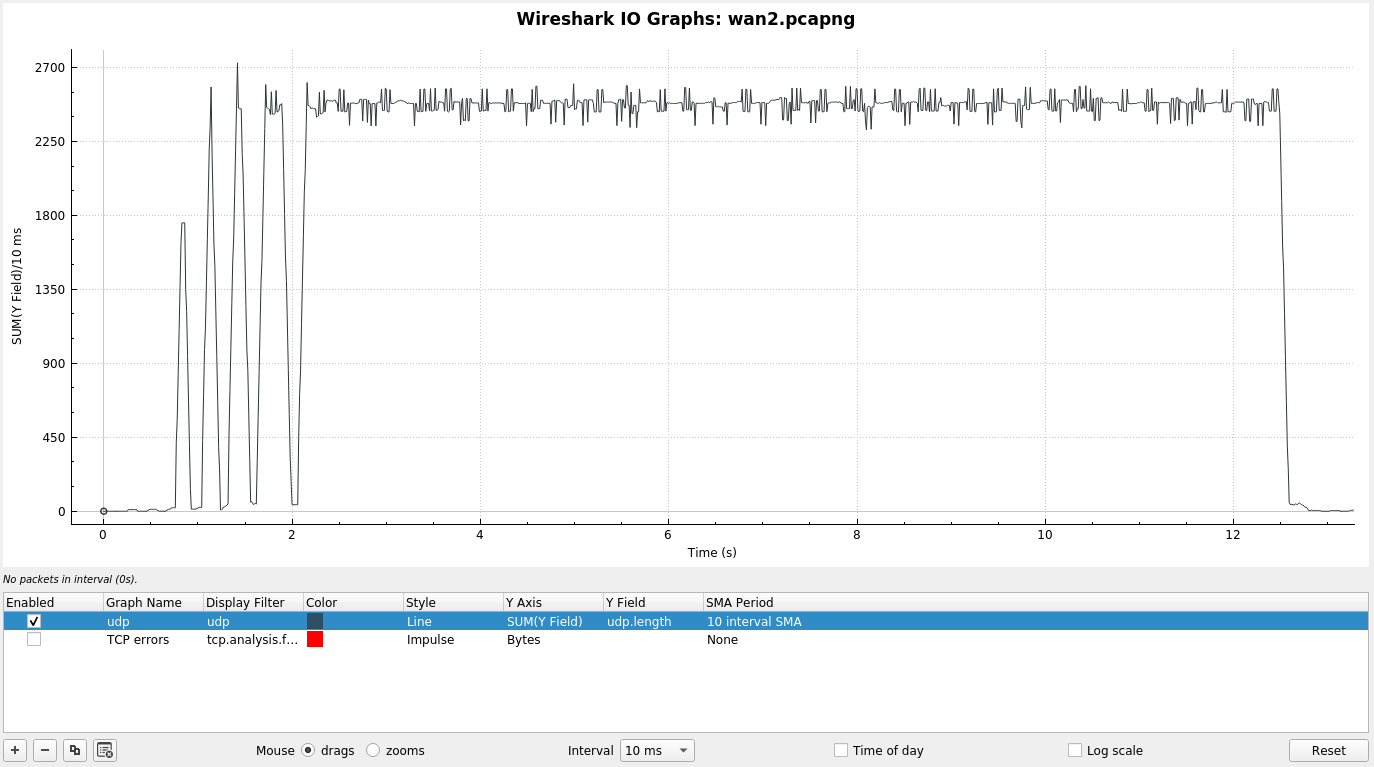 Wireshark IO Graphs: wan2.pcapng
SUM(Y Field)/10 ms
2700
2250
1800
1350
900
450
0
0 2 4 6 8 10 12
Time (s)
No packets in interval (0s).
Enabled Graph Name Display Filter Color Style Y Axis Y Field SMA Period
udp udp Line SUM(Y Field) udp.length 10 interval SMA
TCP errors tcp.analysis.f... Impulse Bytes None
Mouse drags zooms Interval 10 ms Time of day Log scale Reset